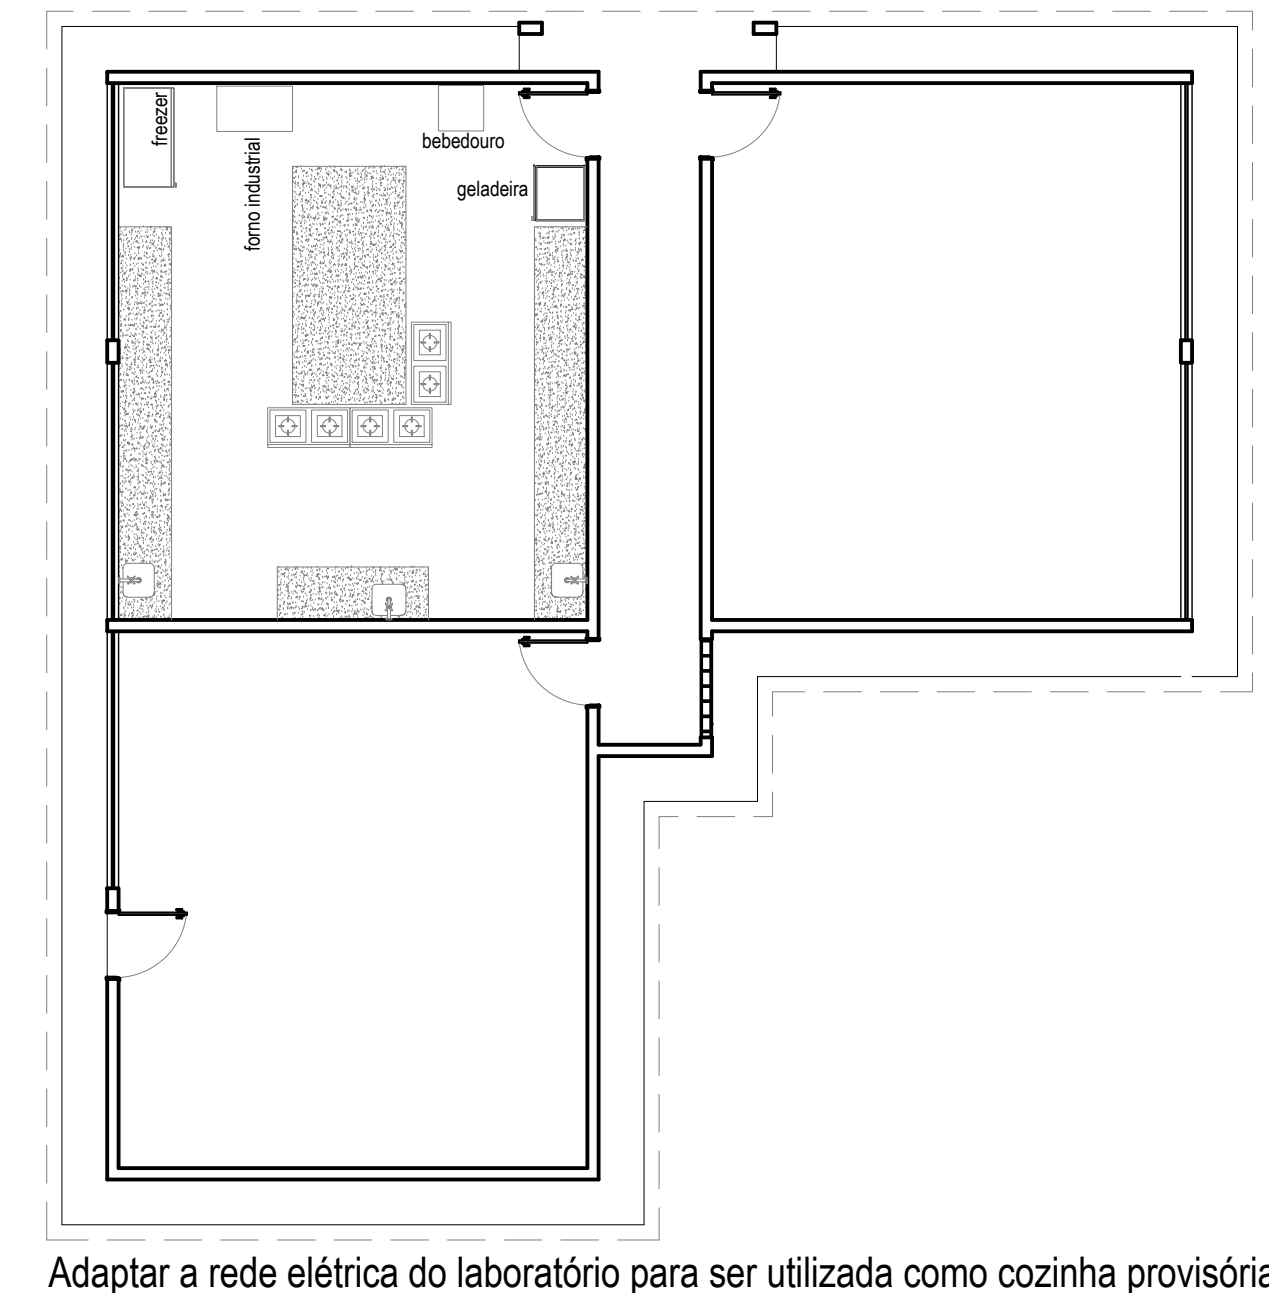 freezer
forno industrial
bebedouro
geladeira
Adaptar a rede elétrica do laboratório para ser utilizada como cozinha provisória